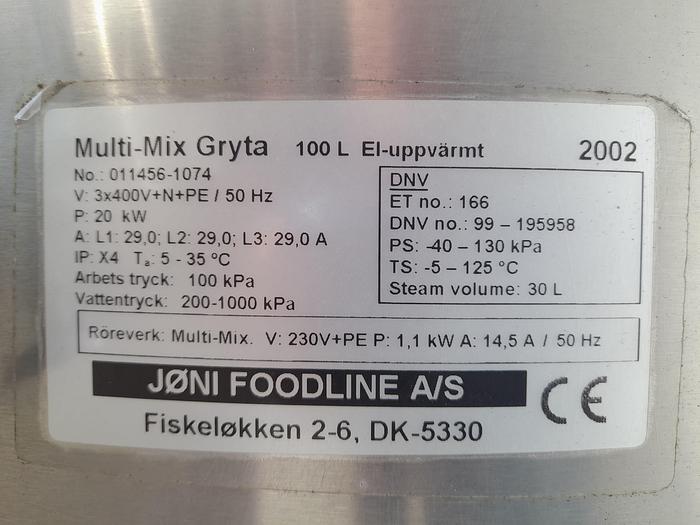 Multi-Mix Gryta 100 L El-uppvärmt 2002
No.: 011456-1074
V: 3x400V+N+PE / 50 Hz
P: 20 kW
A: L1: 29,0; L2: 29,0; L3: 29,0 A
IP: X4 Ta: 5 - 35 ºC
Arbets tryck: 100 kPa
Vattentryck: 200-1000 kPa
DNV
ET no.: 166
DNV no.: 99 – 195958
PS: -40 – 130 kPa
TS: -5 – 125 °C
Steam volume: 30 L
Röreverk: Multi-Mix. V: 230V+PE P: 1,1 kW A: 14,5 A / 50 Hz
JØNI FOODLINE A/S
CE
Fiskeløkken 2-6, DK-5330